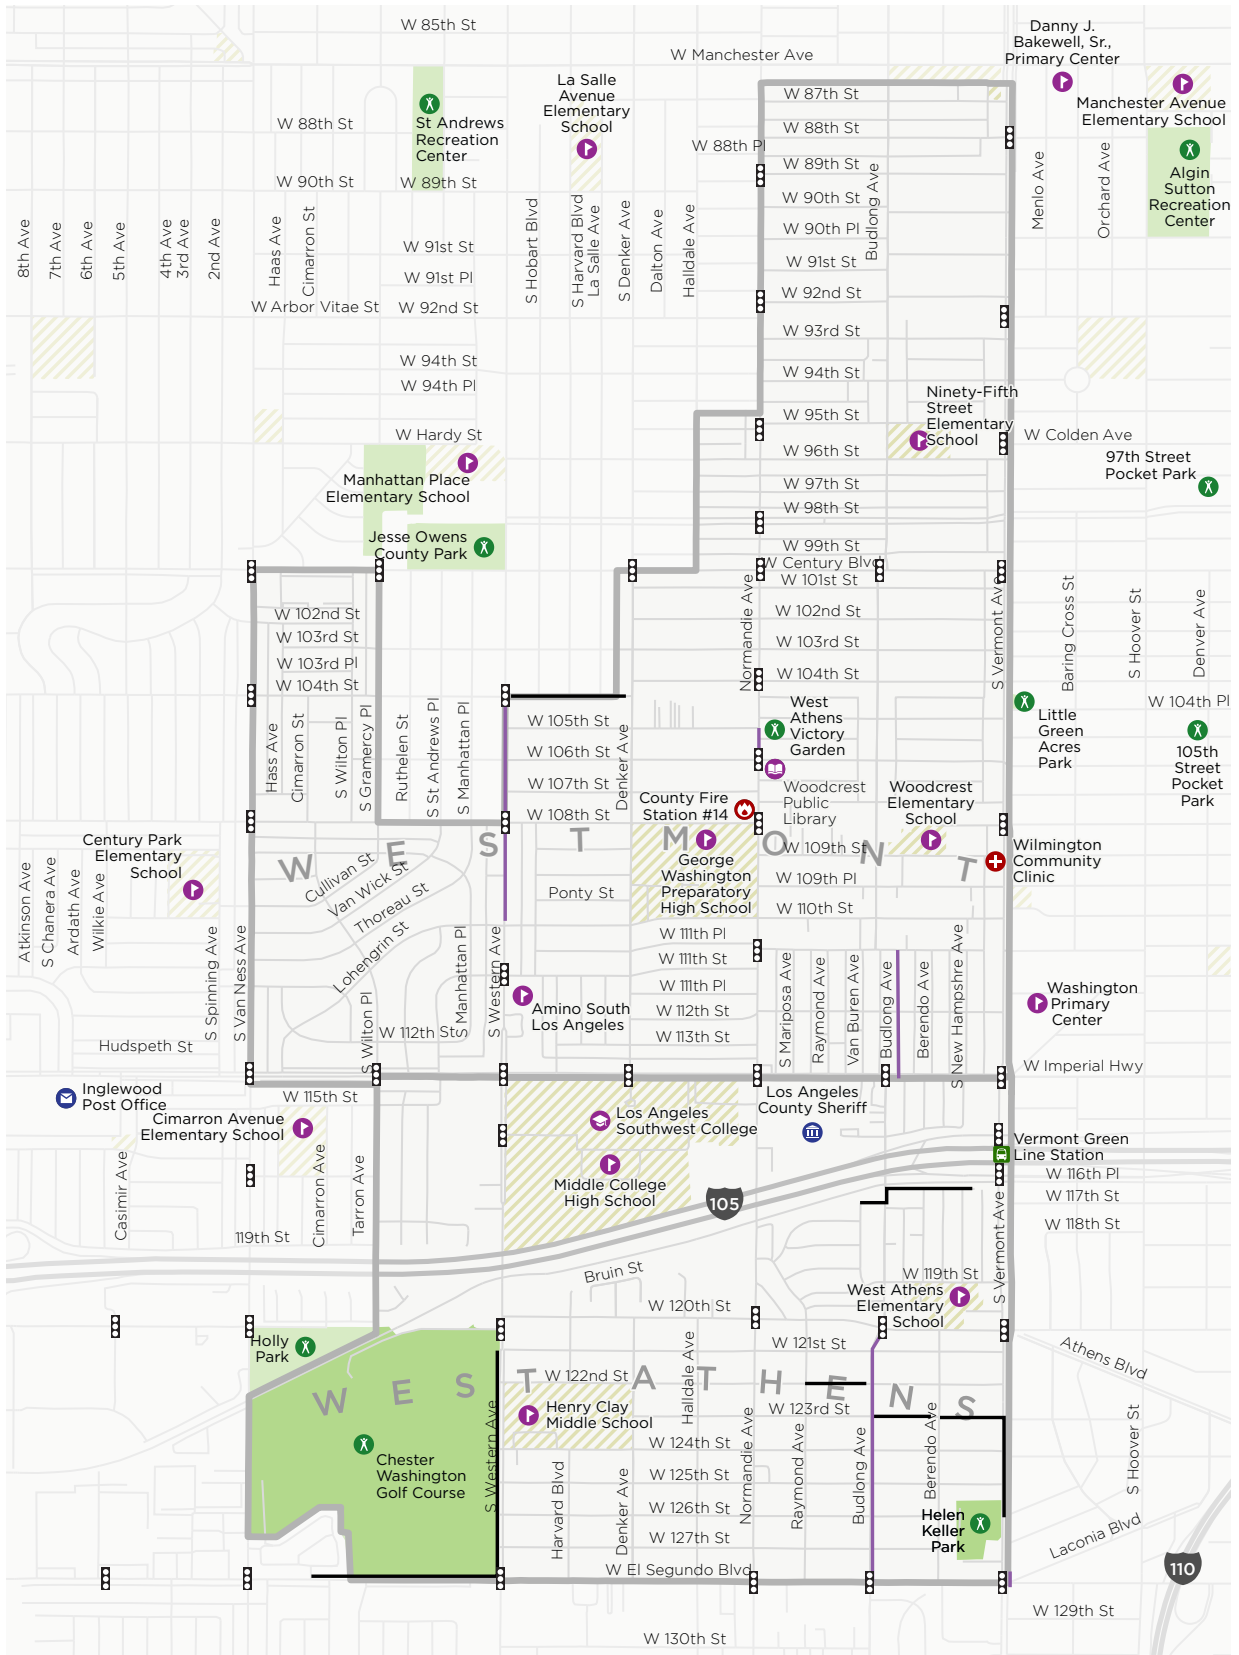 W 85th St
W Manchester Ave
Danny J.
Bakewell, Sr.,
Primary Center
La Salle
Avenue
Elementary
School
W 87th St
Manchester Avenue
Elementary School
St Andrews
Recreation
Center
W 88th St
W 88th St
W 88th Pl
W 89th St
W 90th St
W 89th St
Algin
Sutton
Recreation
Center
W 90th St
W 90th Pl
Budlong Ave
Menlo Ave
Orchard Ave
8th Ave
7th Ave
6th Ave
5th Ave
4th Ave
3rd Ave
2nd Ave
Haas Ave
Cimarron St
S Hobart Blvd
S Harvard Blvd
La Salle Ave
S Denker Ave
Dalton Ave
Halldale Ave
W 91st St
W 91st Pl
W 91st St
W Arbor Vitae St
W 92nd St
W 92nd St
W 93rd St
W 94th St
W 94th Pl
W 94th St
Ninety-Fifth
Street
Elementary
School
W 95th St
W Hardy St
W Colden Ave
W 96th St
97th Street
Pocket Park
Manhattan Place
Elementary School
W 97th St
W 98th St
Jesse Owens
County Park
W 99th St
W Century Blvd
W 101st St
W 102nd St
W 103rd St
W 103rd Pl
W 104th St
W 102nd St
W 103rd St
W 104th St
Normandie Ave
S Vermont Ave
Baring Cross St
S Hoover St
Denver Ave
W 104th Pl
West
Athens
Victory
Garden
Little
Green
Acres
Park
105th
Street
Pocket
Park
Hass Ave
Cimarron St
S Wilton Pl
S Gramercy Pl
Ruthelen St
St Andrews Pl
S Manhattan Pl
W 105th St
W 106th St
W 107th St
W 108th St
Denker Ave
Woodcrest
Public
Library
County Fire
Station #14
Woodcrest
Elementary
School
Century Park
Elementary
School
WEST MONT
George
Washington
Preparatory
High School
W 109th St
W 109th Pl
W 110th St
Wilmington
Community
Clinic
Cullivan St
Van Wick St
Thoreau St
Lohengrin St
Ponty St
Atkinson Ave
S Chanera Ave
Ardath Ave
Wilkie Ave
S Spinning Ave
S Van Ness Ave
S Wilton Pl
S Manhattan Pl
S Western Ave
W 111th Pl
W 111th St
W 111th Pl
W 112th St
W 113th St
W 112th St
Amino South
Los Angeles
S Mariposa Ave
Raymond Ave
Van Buren Ave
Budlong Ave
Berendo Ave
S New Hampshire Ave
Washington
Primary
Center
Hudspeth St
W Imperial Hwy
Inglewood
Post Office
W 115th St
Cimarron Avenue
Elementary School
Los Angeles
Southwest College
Los Angeles
County Sheriff
Vermont Green
Line Station
Middle College
High School
W 116th Pl
W 117th St
W 118th St
105
Casimir Ave
Cimarron Ave
Tarron Ave
119th St
S Vermont Ave
Bruin St
W 119th St
West Athens
Elementary
School
W 120th St
Holly
Park
W 121st St
Athens Blvd
WEST ATHENS
W 122nd St
Halldale Ave
Henry Clay
Middle School
W 123rd St
W 124th St
W 125th St
W 126th St
W 127th St
Chester
Washington
Golf Course
S Western Ave
Harvard Blvd
Denker Ave
Normandie Ave
Raymond Ave
Budlong Ave
Berendo Ave
S Hoover St
Helen
Keller
Park
Laconia Blvd
W El Segundo Blvd
110
W 129th St
W 130th St